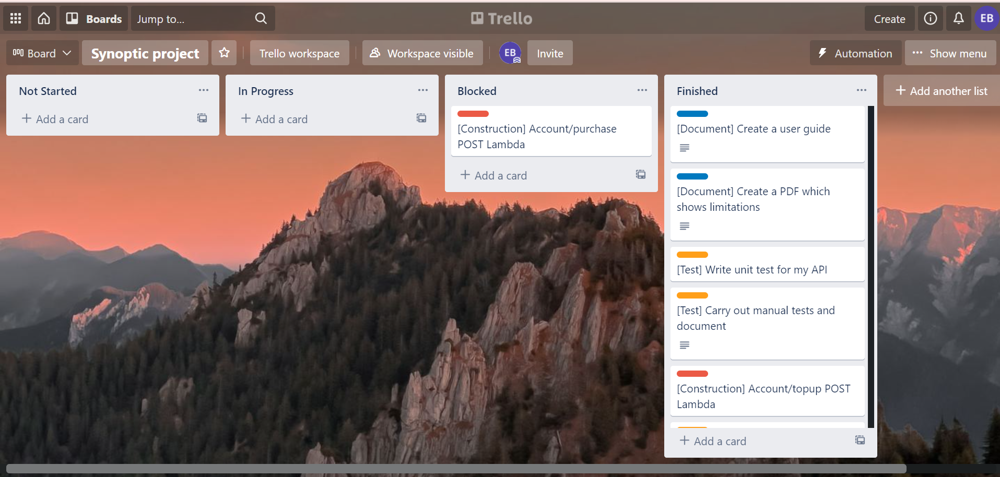 Boards
Jump to...
Trello
Create
EB
Board
Synoptic project
Trello workspace
Workspace visible
EB
Invite
Automation
Show menu
Not Started
Add a card
In Progress
Add a card
Blocked
[Construction] Account/purchase
POST Lambda
Add a card
Finished
[Document] Create a user guide
[Document] Create a PDF which
shows limitations
[Test] Write unit test for my API
[Test] Carry out manual tests and
document
[Construction] Account/topup POST
Lambda
Add a card
Add another list